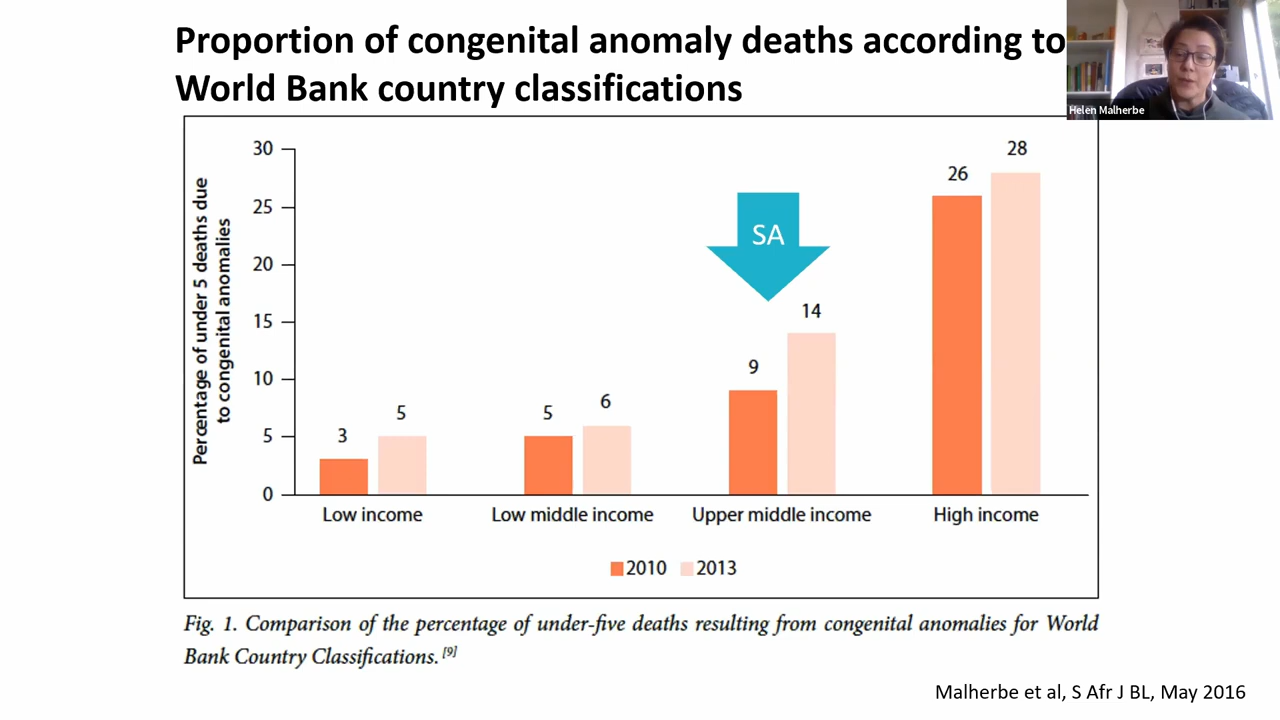 Proportion of congenital anomaly deaths according to
World Bank country classifications
Helen Malherbe
Percentage of under 5 deaths due
to congenital anomalies
30
25
20
15
10
5
0
3
5
5
6
9
14
26
28
SA
Low income
Low middle income
Upper middle income
High income
2010
2013
Fig. 1. Comparison of the percentage of under-five deaths resulting from congenital anomalies for World
Bank Country Classifications. [9]
Malherbe et al, S Afr J BL, May 2016